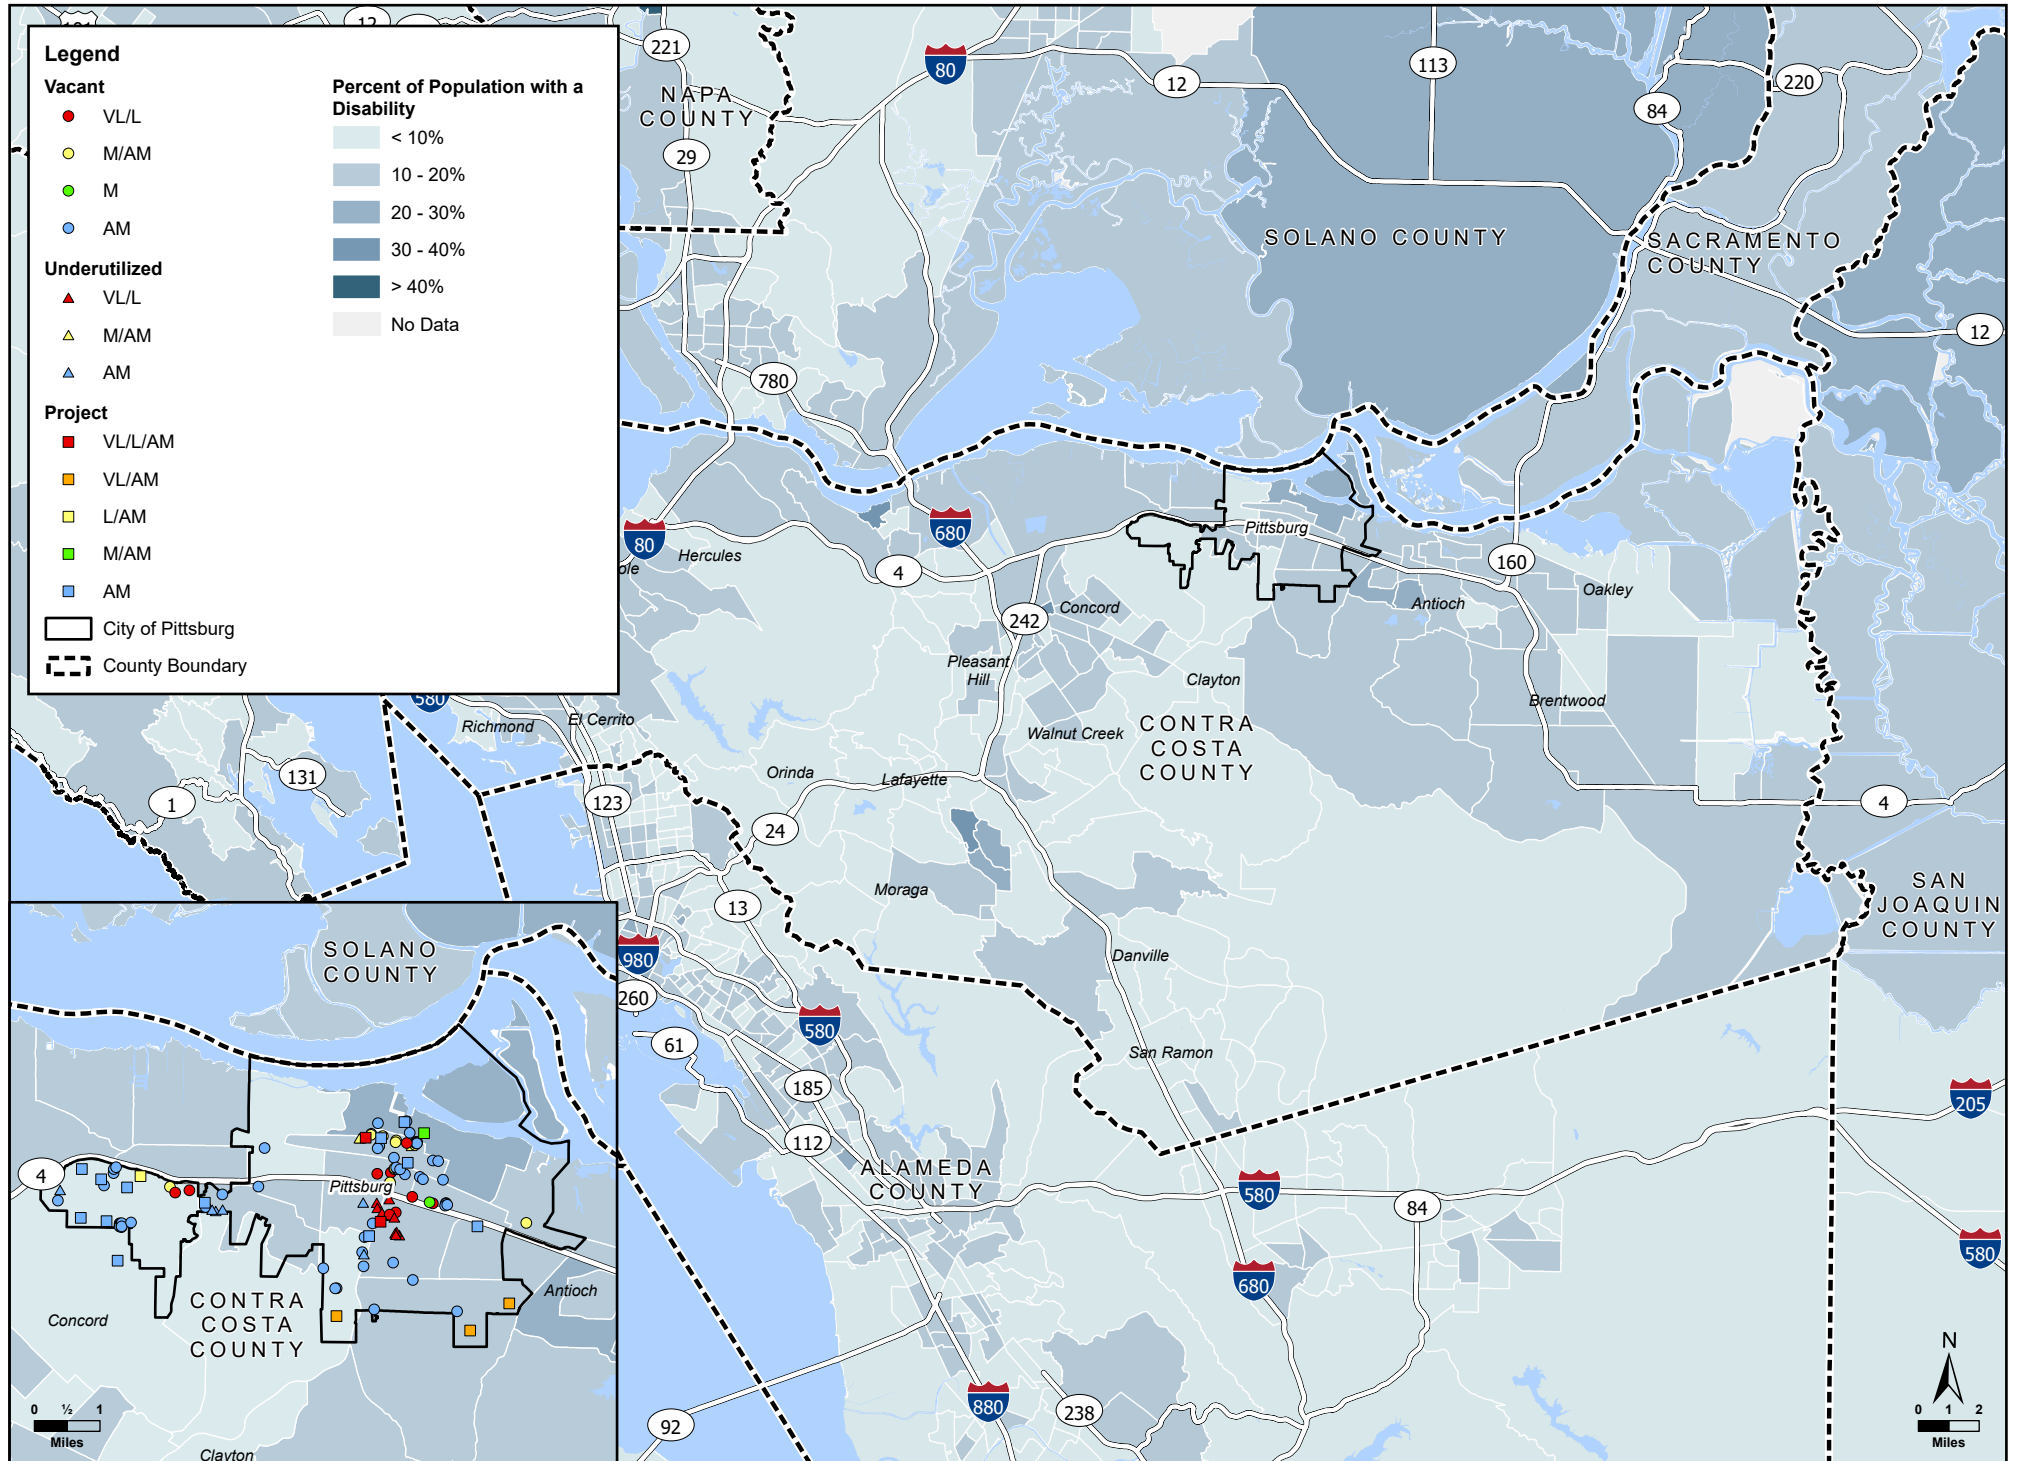 Legend
Vacant
VL/L
M/AM
M
AM
Underutilized
VL/L
M/AM
AM
Project
VL/L/AM
VL/AM
L/AM
M/AM
AM
City of Pittsburg
County Boundary
Percent of Population with a
Disability
< 10%
10 - 20%
20 - 30%
30 - 40%
> 40%
No Data
12
221
80
12
113
84
220
NAPA
COUNTY
29
SOLANO COUNTY
SACRAMENTO
COUNTY
12
780
80
Hercules
680
4
Pittsburg
160
242
Concord
Antioch
Oakley
Pleasant
Hill
Clayton
Brentwood
580
Richmond
El Cerrito
Walnut Creek
CONTRA
COSTA
COUNTY
131
1
123
Orinda
Lafayette
24
4
Moraga
13
SAN
JOAQUIN
COUNTY
980
Danville
260
580
61
San Ramon
185
205
112
ALAMEDA
COUNTY
580
84
580
680
880
238
92
N
0 1 2
Miles
SOLANO
COUNTY
4
Pittsburg
Antioch
Concord
CONTRA
COSTA
COUNTY
0 ½ 1
Miles
Clayton